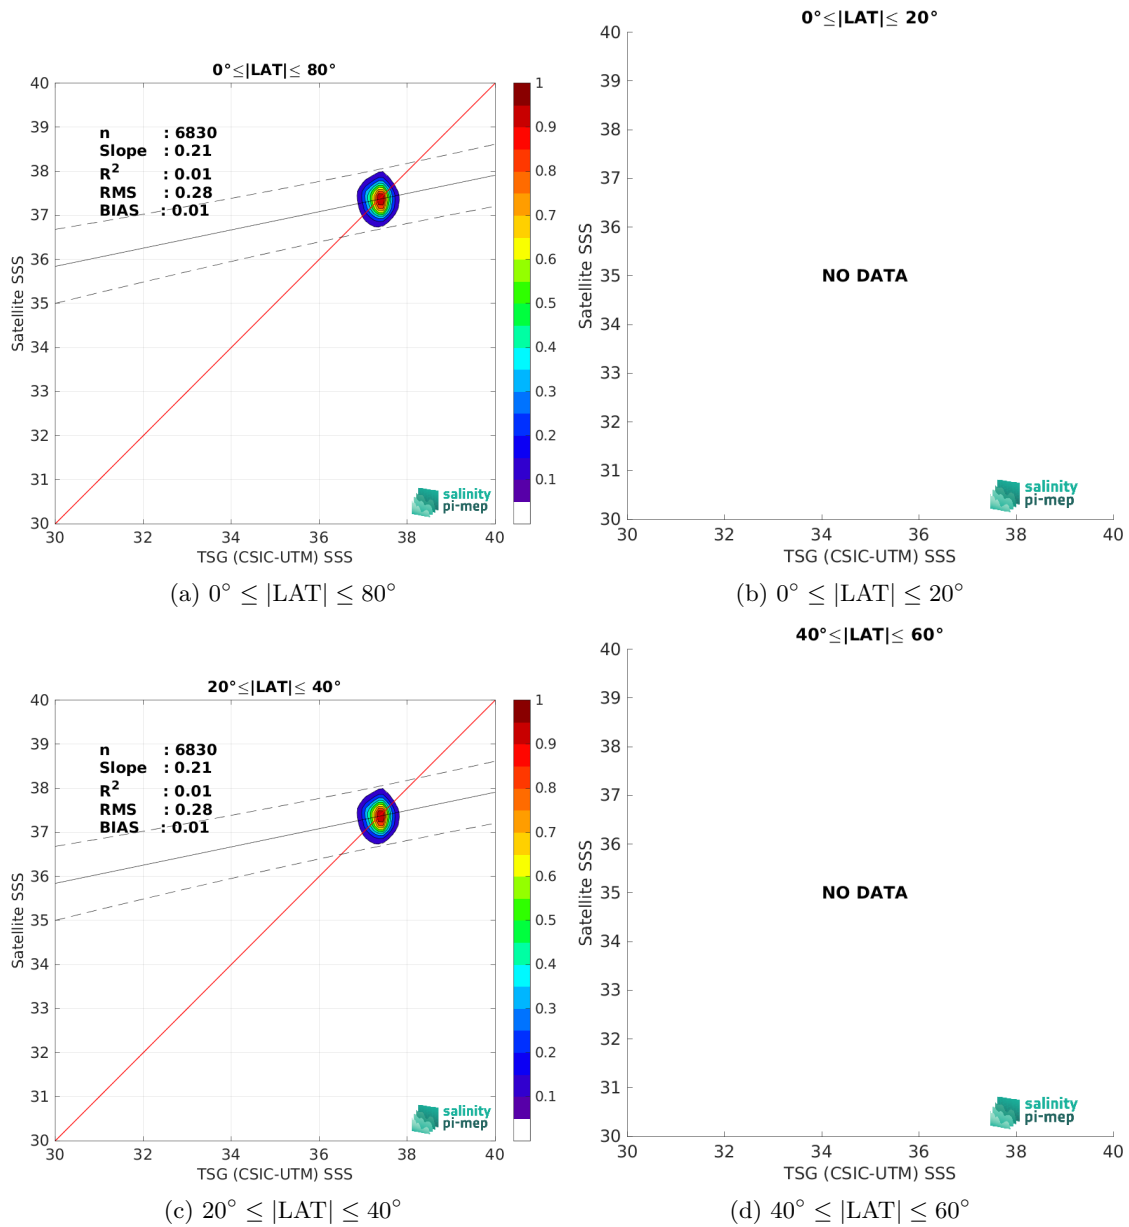 0°≤|LAT|≤ 80°
40
39
38
37
36
35
34
33
32
31
30
Satellite SSS
n : 6830
Slope : 0.21
R² : 0.01
RMS : 0.28
BIAS : 0.01
30 32 34 36 38 40
TSG (CSIC-UTM) SSS
1
0.9
0.8
0.7
0.6
0.5
0.4
0.3
0.2
0.1
salinity
pi-mep
(a) 0° ≤ |LAT| ≤ 80°
0°≤|LAT|≤ 20°
40
39
38
37
36
35
34
33
32
31
30
Satellite SSS
NO DATA
salinity
pi-mep
30 32 34 36 38 40
TSG (CSIC-UTM) SSS
(b) 0° ≤ |LAT| ≤ 20°
20°≤|LAT|≤ 40°
40
39
38
37
36
35
34
33
32
31
30
Satellite SSS
n : 6830
Slope : 0.21
R² : 0.01
RMS : 0.28
BIAS : 0.01
30 32 34 36 38 40
TSG (CSIC-UTM) SSS
1
0.9
0.8
0.7
0.6
0.5
0.4
0.3
0.2
0.1
salinity
pi-mep
(c) 20° ≤ |LAT| ≤ 40°
40°≤|LAT|≤ 60°
40
39
38
37
36
35
34
33
32
31
30
Satellite SSS
NO DATA
salinity
pi-mep
30 32 34 36 38 40
TSG (CSIC-UTM) SSS
(d) 40° ≤ |LAT| ≤ 60°